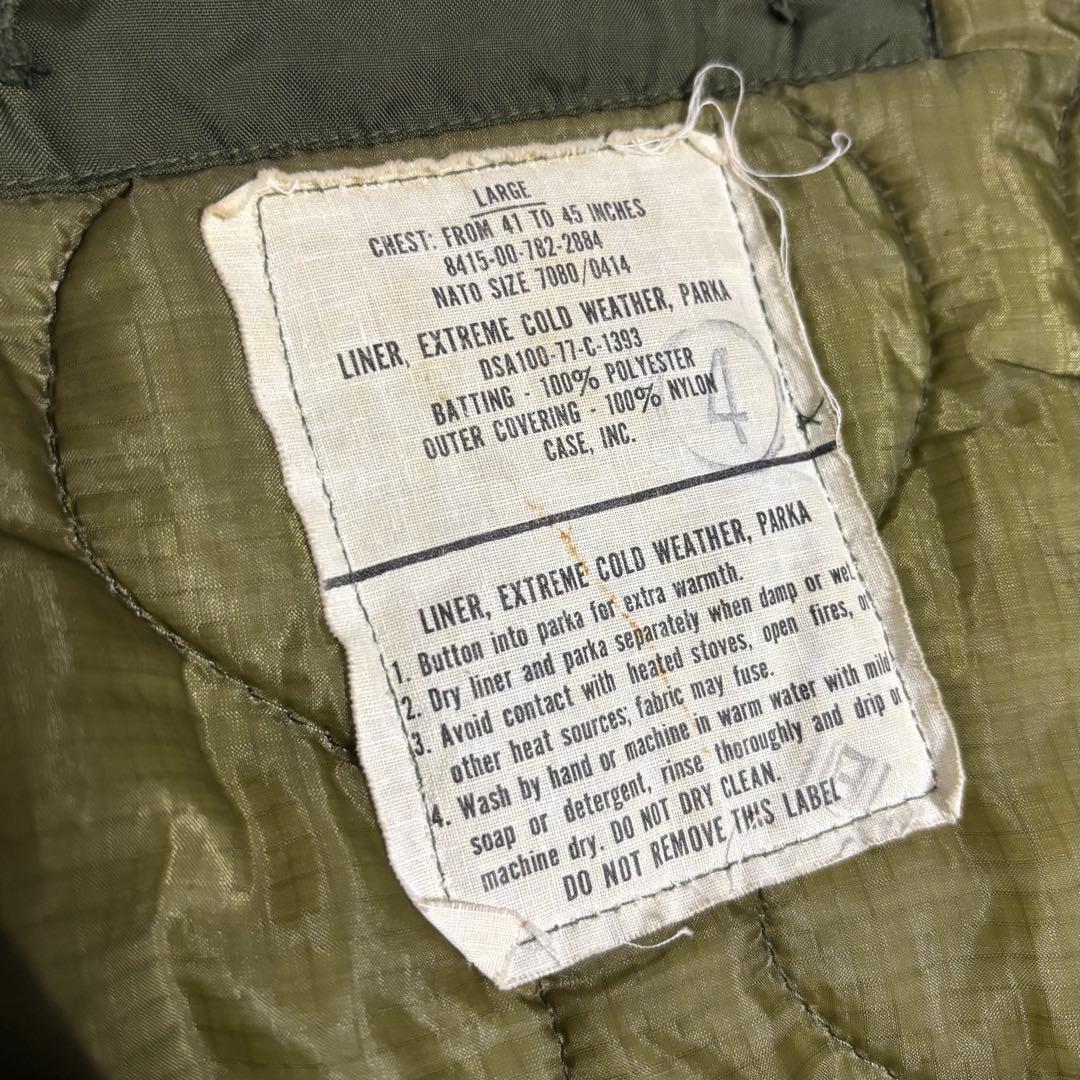 LARGE
CHEST: FROM 41 TO 45 INCHES
8415-00-782-2884
NATO SIZE 7080/0414
LINER, EXTREME COLD WEATHER, PARKA
DSA100-77-C-1393
BATTING - 100% POLYESTER
OUTER COVERING - 100% NYLON
CASE, INC.
4
LINER, EXTREME COLD WEATHER, PARKA
1. Button into parka for extra warmth.
2. Dry liner and parka separately when damp or wet.
3. Avoid contact with heated stoves, open fires, or
other heat sources; fabric may fuse.
4. Wash by hand or machine in warm water with mild
soap or detergent, rinse thoroughly and drip or
machine dry. DO NOT DRY CLEAN.
DO NOT REMOVE THIS LABEL